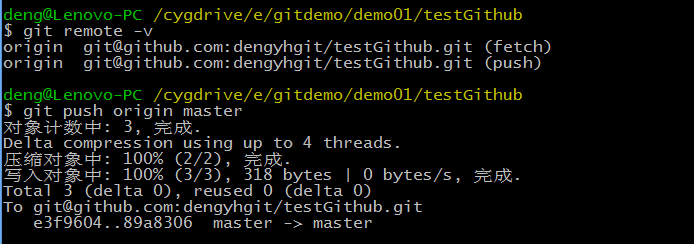 deng@Lenovo-PC /cygdrive/e/gitdemo/demo01/testGithub
$ git remote -v
origin  git@github.com:dengyhgit/testGithub.git (fetch)
origin  git@github.com:dengyhgit/testGithub.git (push)

deng@Lenovo-PC /cygdrive/e/gitdemo/demo01/testGithub
$ git push origin master
对象计数中: 3, 完成.
Delta compression using up to 4 threads.
压缩对象中: 100% (2/2), 完成.
写入对象中: 100% (3/3), 318 bytes | 0 bytes/s, 完成.
Total 3 (delta 0), reused 0 (delta 0)
To git@github.com:dengyhgit/testGithub.git
   e3f9604..89a8306  master -> master